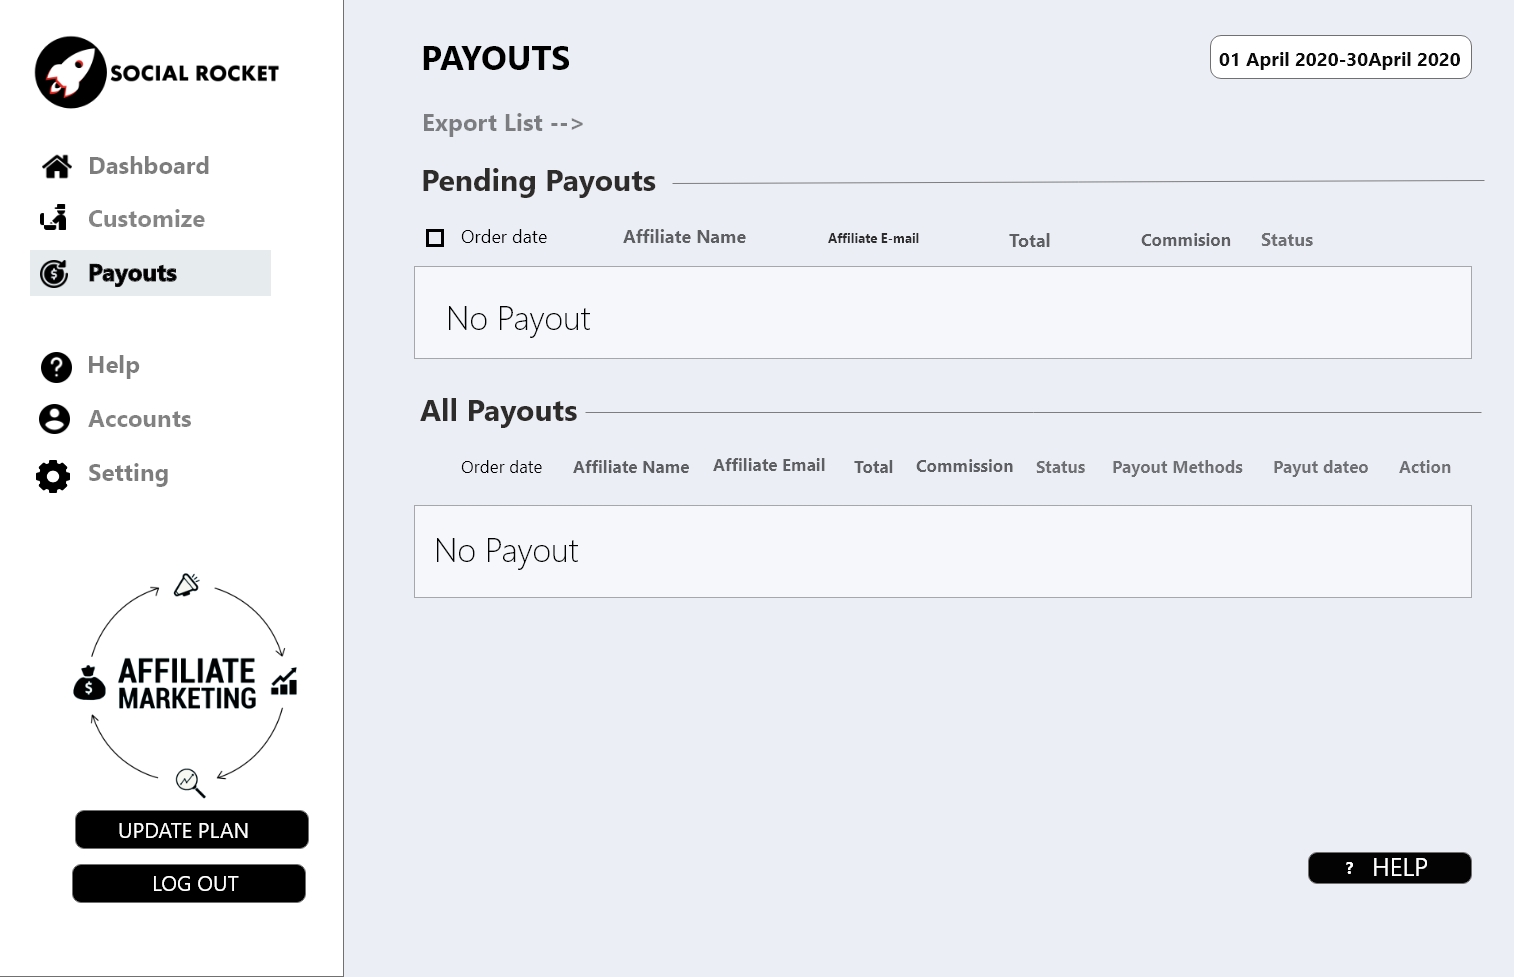 SOCIAL ROCKET
Dashboard
Customize
Payouts
Help
Accounts
Setting
AFFILIATE
MARKETING
UPDATE PLAN
LOG OUT
PAYOUTS
01 April 2020-30April 2020
Export List -->
Pending Payouts
Order date Affiliate Name Affiliate E-mail Total Commision Status
No Payout
All Payouts
Order date Affiliate Name Affiliate Email Total Commission Status Payout Methods Payut dateo Action
No Payout
? HELP